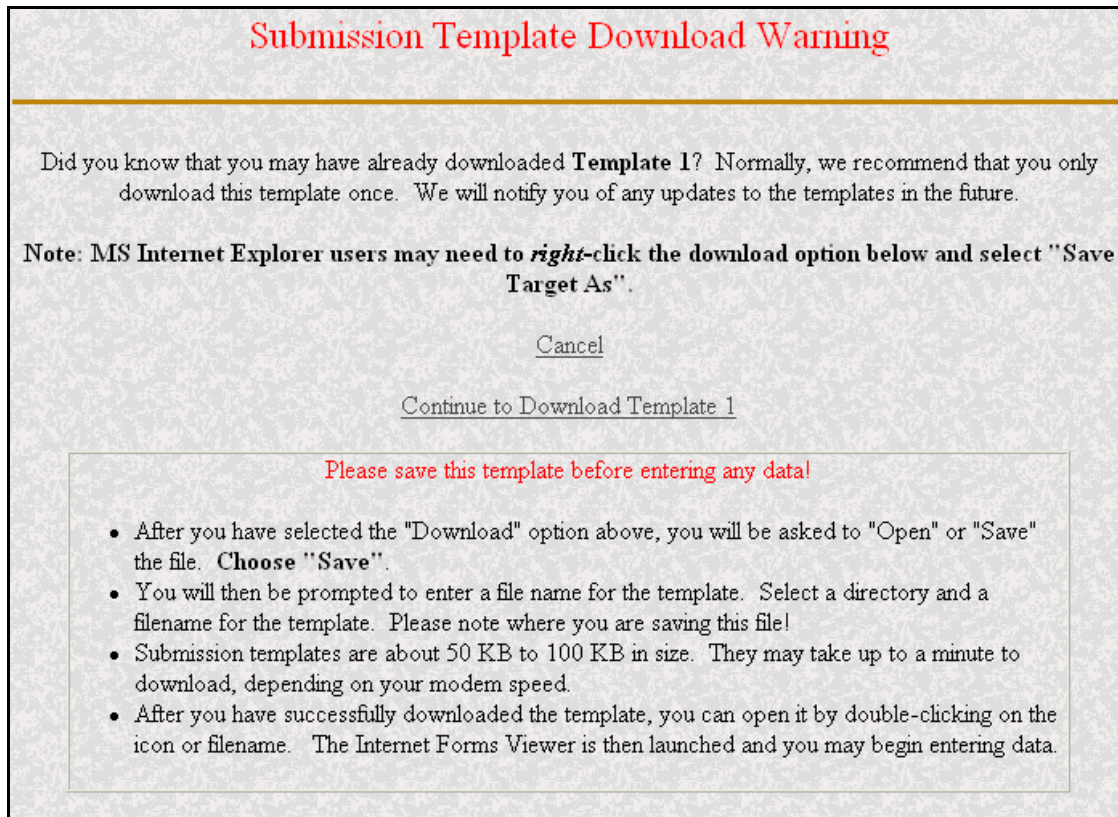 Submission Template Download Warning
Did you know that you may have already downloaded Template 1? Normally, we recommend that you only
download this template once. We will notify you of any updates to the templates in the future.
Note: MS Internet Explorer users may need to right-click the download option below and select "Save
Target As".
Cancel
Continue to Download Template 1
Please save this template before entering any data!
• After you have selected the "Download" option above, you will be asked to "Open" or "Save"
the file. Choose "Save".
• You will then be prompted to enter a file name for the template. Select a directory and a
filename for the template. Please note where you are saving this file!
• Submission templates are about 50 KB to 100 KB in size. They may take up to a minute to
download, depending on your modem speed.
• After you have successfully downloaded the template, you can open it by double-clicking on the
icon or filename. The Internet Forms Viewer is then launched and you may begin entering data.